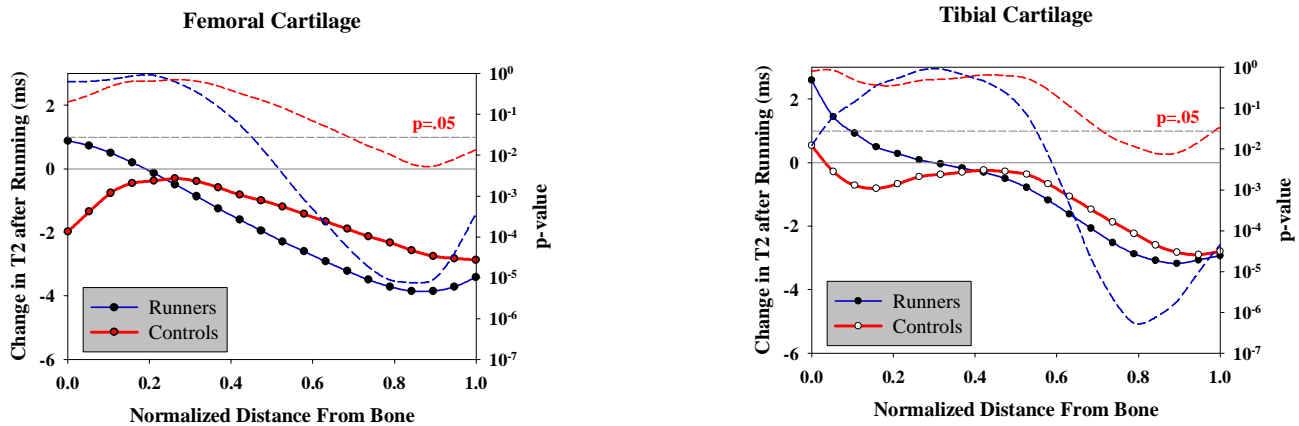 Femoral Cartilage
Change in T2 after Running (ms)
2
0
-2
-4
-6
p=.05
Runners
Controls
10^0
10^-1
10^-2
10^-3
10^-4
10^-5
10^-6
10^-7
p-value
0.0 0.2 0.4 0.6 0.8 1.0
Normalized Distance From Bone
Tibial Cartilage
Change in T2 after Running (ms)
2
0
-2
-4
-6
p=.05
Runners
Controls
10^0
10^-1
10^-2
10^-3
10^-4
10^-5
10^-6
10^-7
p-value
0.0 0.2 0.4 0.6 0.8 1.0
Normalized Distance From Bone